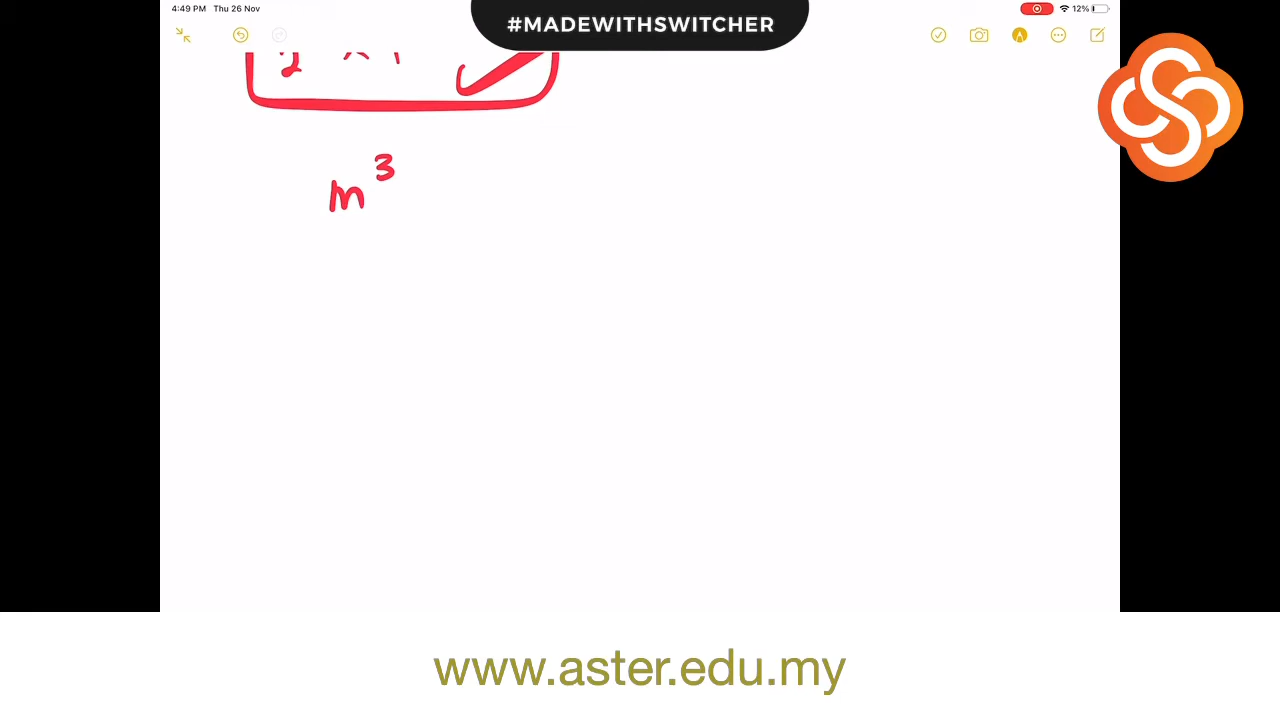 4:49 PM Thu 26 Nov
#MADEWITHSWITCHER
12%
m³
www.aster.edu.my